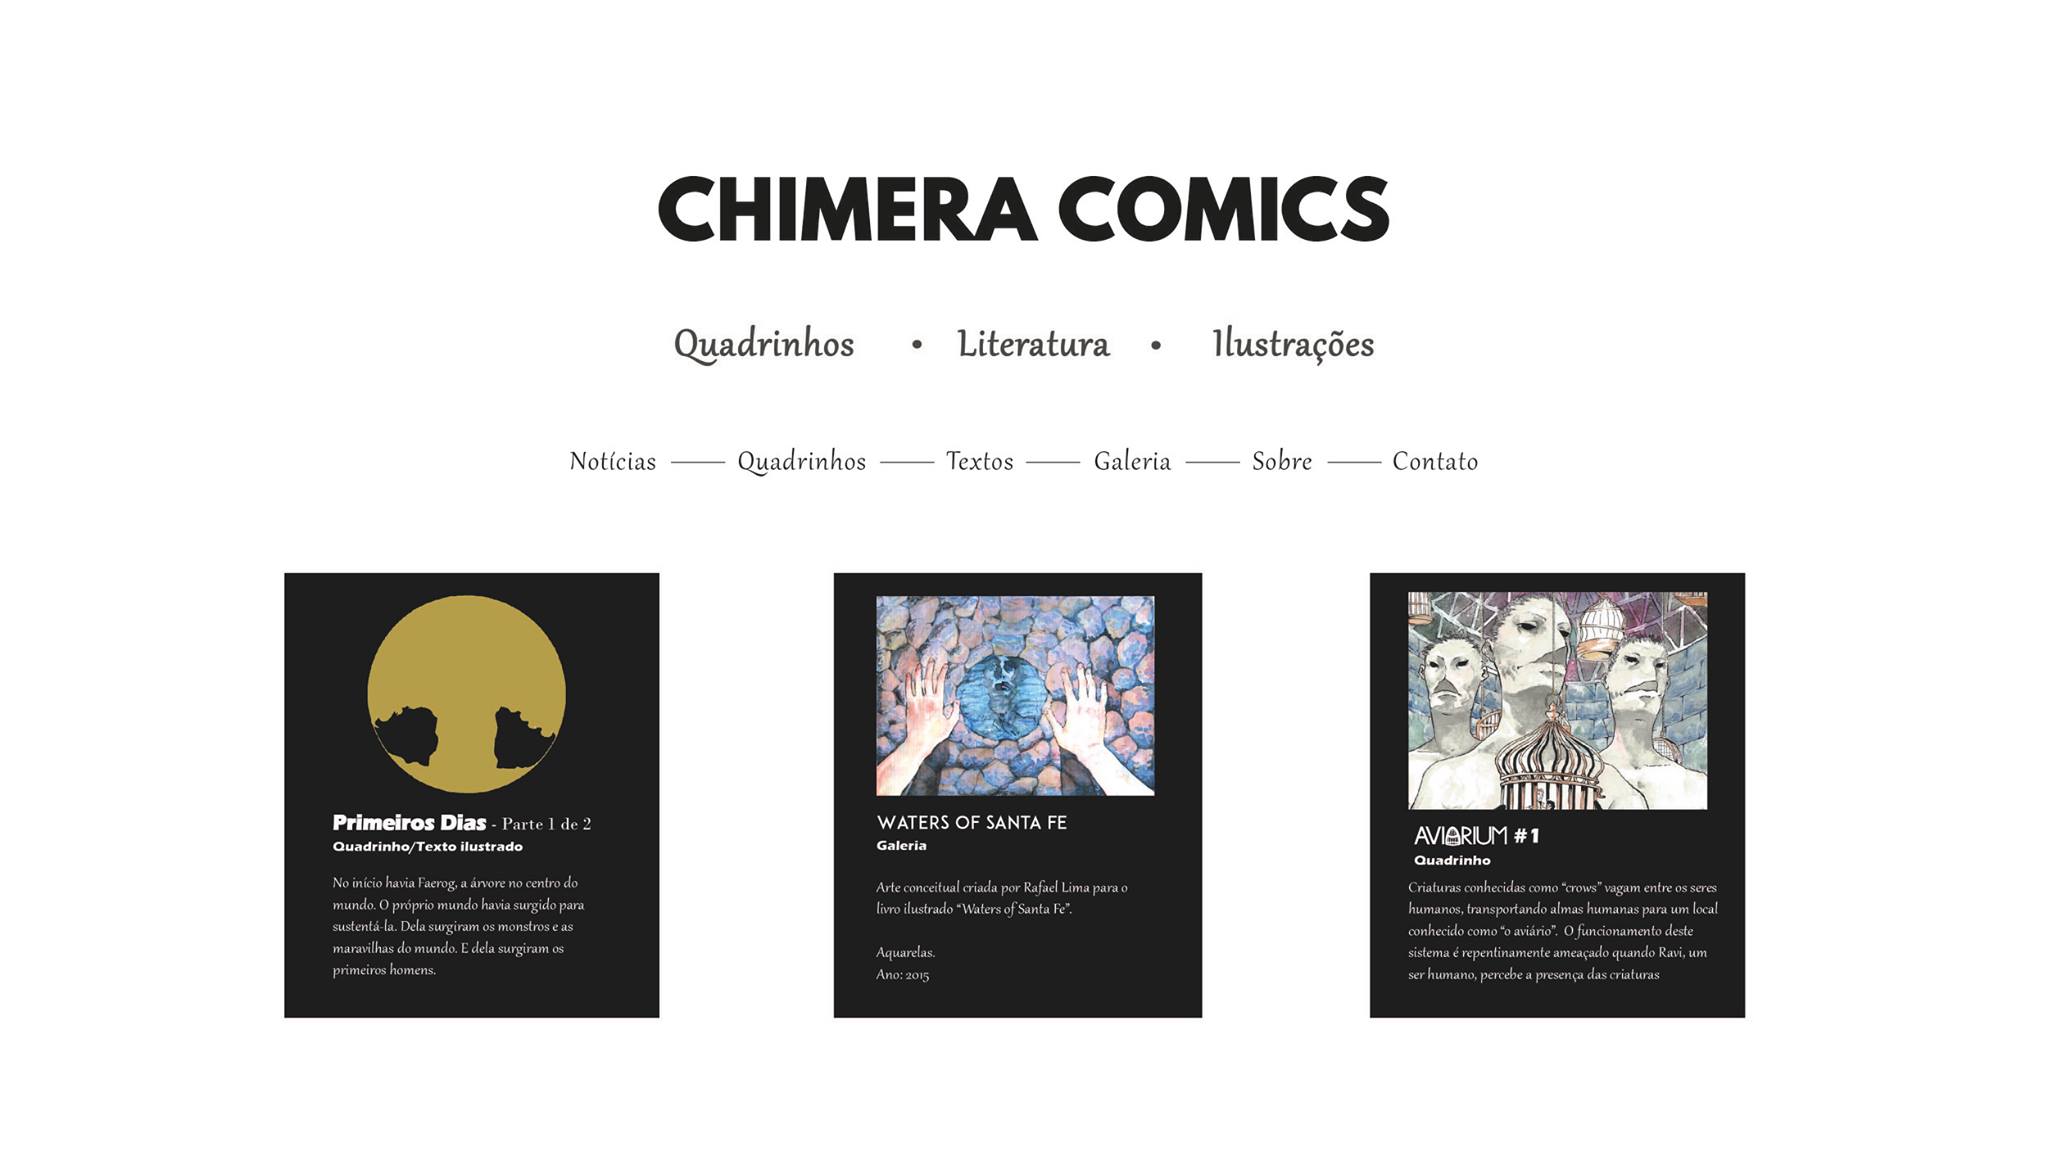 CHIMERA COMICS
Quadrinhos • Literatura • Ilustrações
Notícias — Quadrinhos — Textos — Galeria — Sobre — Contato
Primeiros Dias - Parte 1 de 2
Quadrinho/Texto ilustrado
No início havia Faerog, a árvore no centro do
mundo. O próprio mundo havia surgido para
sustentá-la. Dela surgiram os monstros e as
maravilhas do mundo. E dela surgiram os
primeiros homens.
WATERS OF SANTA FE
Galeria
Arte conceitual criada por Rafael Lima para o
livro ilustrado “Waters of Santa Fe”.
Aquarelas.
Ano: 2015
AVIARIUM #1
Quadrinho
Criaturas conhecidas como “crows” vagam entre os seres
humanos, transportando almas humanas para um local
conhecido como “o aviário”. O funcionamento deste
sistema é repentinamente ameaçado quando Ravi, um
ser humano, percebe a presença das criaturas